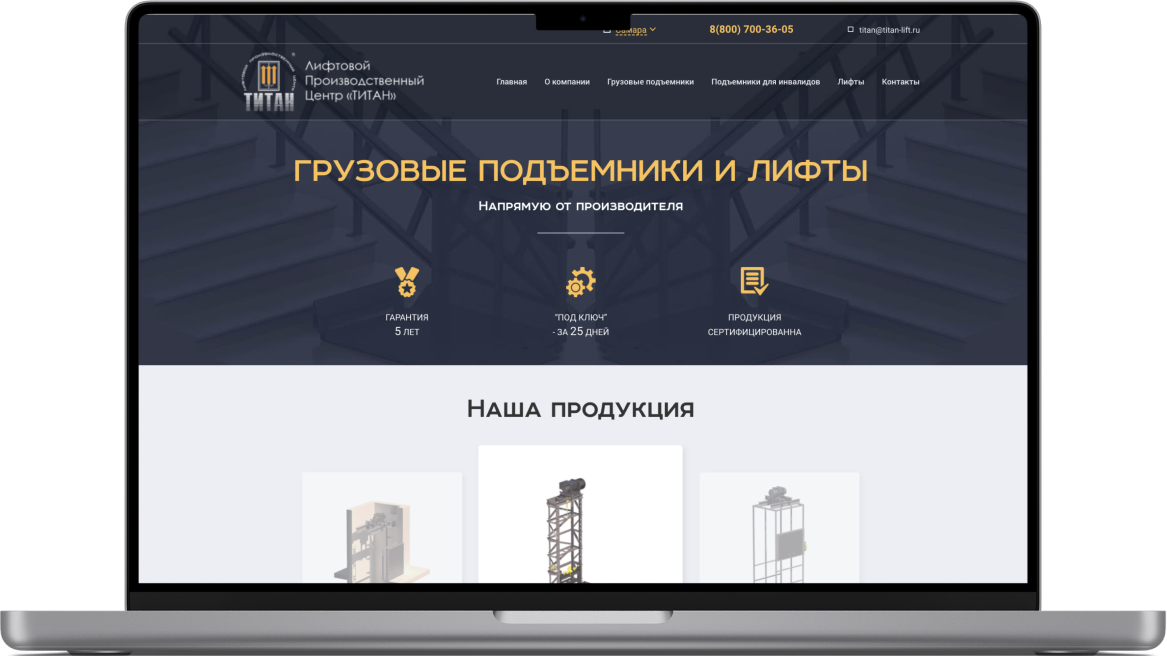 Самара
8(800) 700-36-05
titan@titan-lift.ru
ТИТАН
Лифтовой
Производственный
Центр «ТИТАН»
Главная
О компании
Грузовые подъемники
Подъемники для инвалидов
Лифты
Контакты
ГРУЗОВЫЕ ПОДЪЕМНИКИ И ЛИФТЫ
Напрямую от производителя
ГАРАНТИЯ
5 ЛЕТ
"ПОД КЛЮЧ"
- ЗА 25 ДНЕЙ
ПРОДУКЦИЯ
СЕРТИФИЦИРОВАННА
Наша продукция